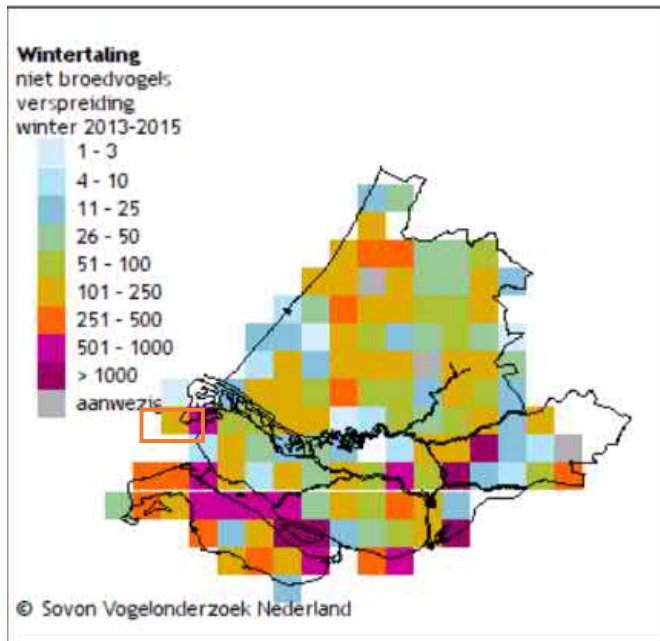 Wintertaling
niet broedvogels
verspreiding
winter 2013-2015
1 - 3
4 - 10
11 - 25
26 - 50
51 - 100
101 - 250
251 - 500
501 - 1000
> 1000
aanwezig
© Sovon Vogelonderzoek Nederland